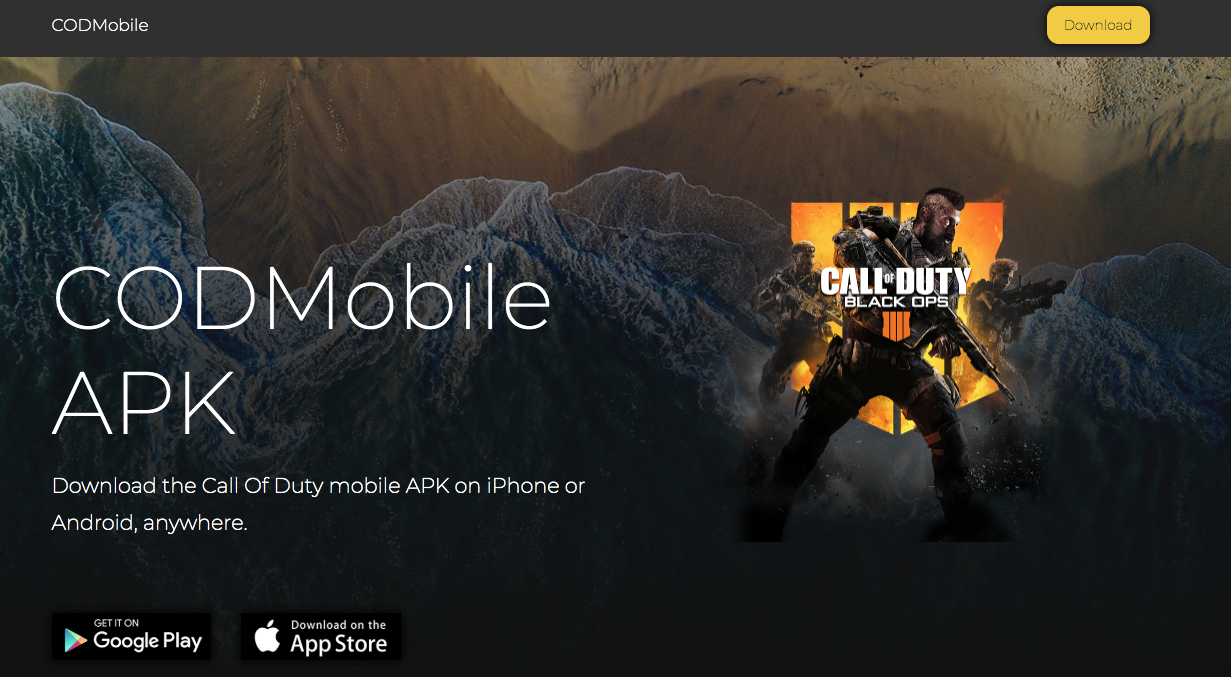 CODMobile
Download
CODMobile
APK
Download the Call Of Duty mobile APK on iPhone or
Android, anywhere.
CALL OF DUTY
BLACK OPS
IIII
GET IT ON
Google Play
Download on the
App Store